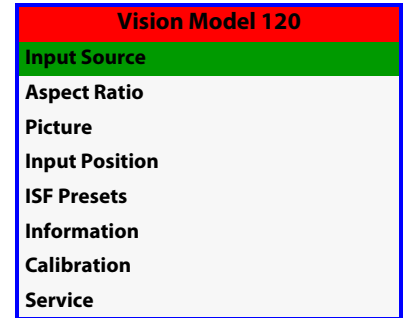 Vision Model 120
Input Source
Aspect Ratio
Picture
Input Position
ISF Presets
Information
Calibration
Service